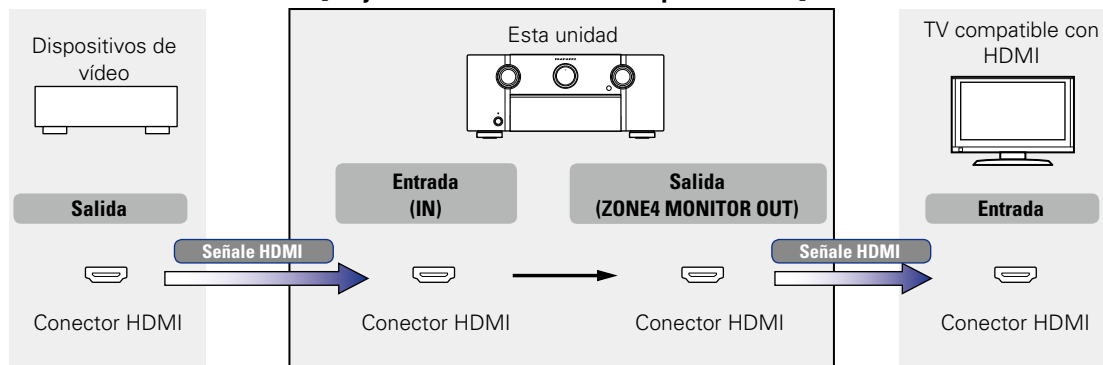 Dispositivos de
vídeo
Salida
Señale HDMI
Conector HDMI
Esta unidad
Entrada
(IN)
Conector HDMI
Salida
(ZONE4 MONITOR OUT)
Conector HDMI
Señale HDMI
TV compatible con
HDMI
Entrada
Conector HDMI